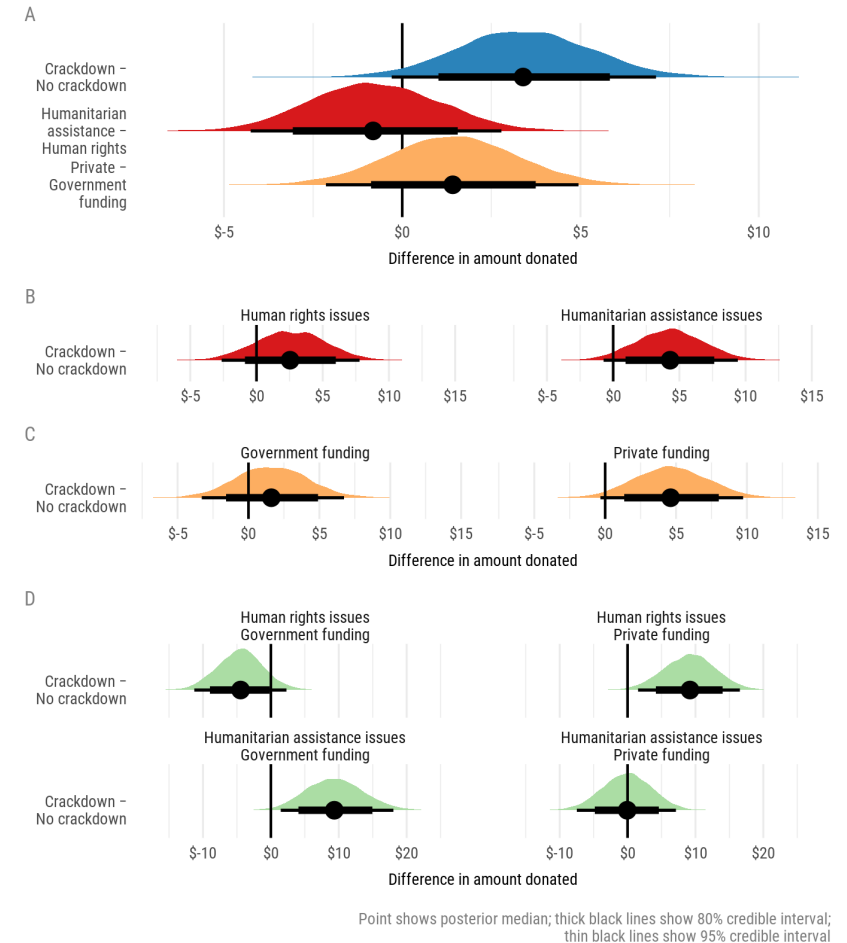 A
Crackdown −
No crackdown
Humanitarian
assistance −
Human rights
Private −
Government
funding
$-5 $0 $5 $10
Difference in amount donated
B
Human rights issues Humanitarian assistance issues
Crackdown −
No crackdown
$-5 $0 $5 $10 $15 $-5 $0 $5 $10 $15
C
Government funding Private funding
Crackdown −
No crackdown
$-5 $0 $5 $10 $15 $-5 $0 $5 $10 $15
Difference in amount donated
D
Human rights issues
Government funding
Human rights issues
Private funding
Crackdown −
No crackdown
Humanitarian assistance issues
Government funding
Humanitarian assistance issues
Private funding
Crackdown −
No crackdown
$-10 $0 $10 $20 $-10 $0 $10 $20
Difference in amount donated
Point shows posterior median; thick black lines show 80% credible interval;
thin black lines show 95% credible interval